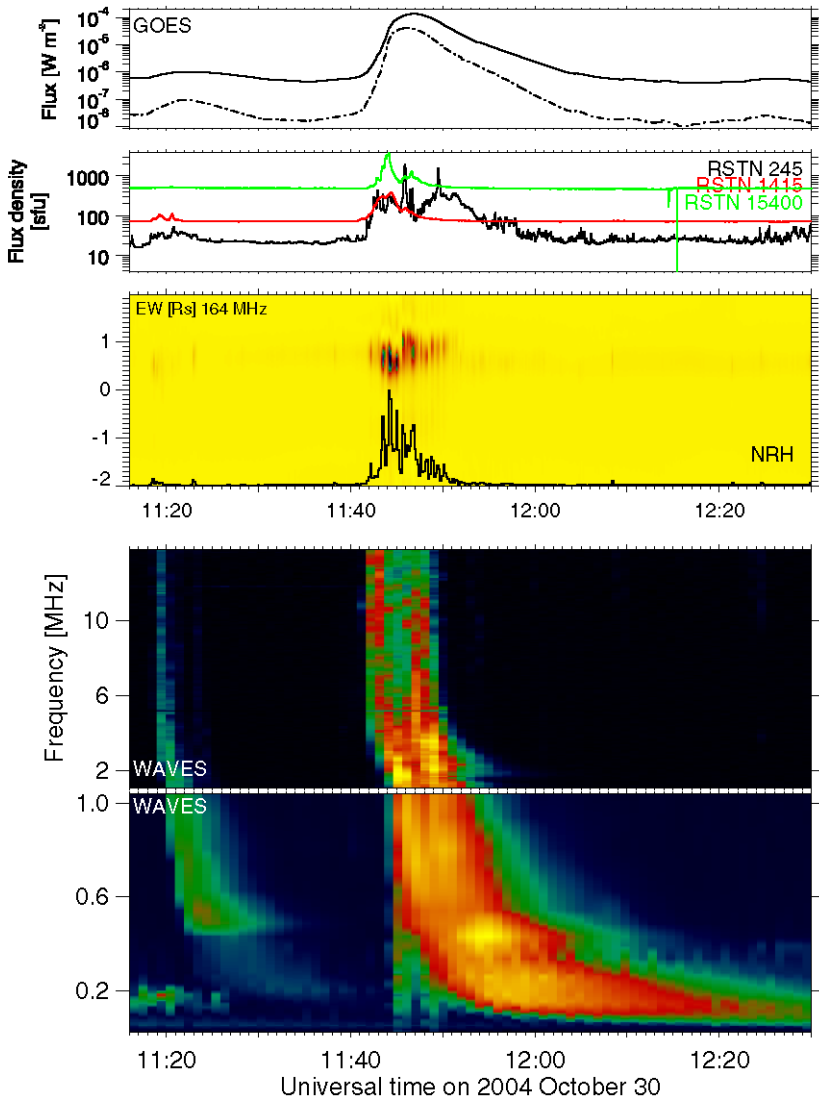 GOES
Flux [W m⁻²]
10⁻⁴
10⁻⁵
10⁻⁶
10⁻⁷
10⁻⁸
Flux density
[sfu]
1000
100
10
RSTN 245
RSTN 1415
RSTN 15400
EW [Rs] 164 MHz
1
0
-1
-2
NRH
11:20 11:40 12:00 12:20
Frequency [MHz]
10
6
2
WAVES
WAVES
1.0
0.6
0.2
11:20 11:40 12:00 12:20
Universal time on 2004 October 30